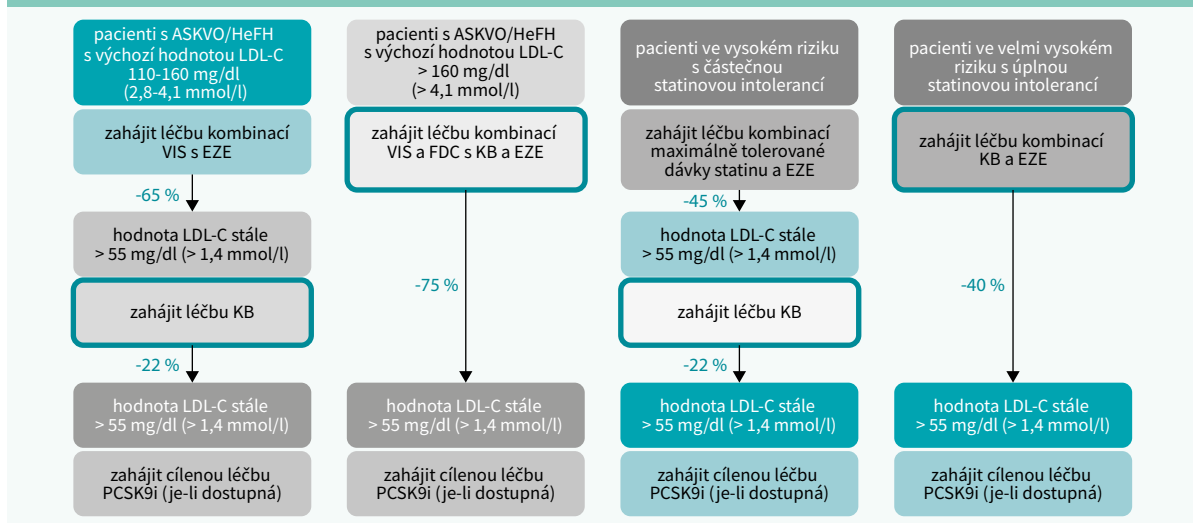 pacienti s ASKVO/HeFH
s výchozí hodnotou LDL-C
110-160 mg/dl
(2,8-4,1 mmol/l)
zahájit léčbu kombinací
VIS s EZE
-65 %
hodnota LDL-C stále
> 55 mg/dl (> 1,4 mmol/l)
zahájit léčbu KB
-22 %
hodnota LDL-C stále
> 55 mg/dl (> 1,4 mmol/l)
zahájit cílenou léčbu
PCSK9i (je-li dostupná)
pacienti s ASKVO/HeFH
s výchozí hodnotou LDL-C
> 160 mg/dl
(> 4,1 mmol/l)
zahájit léčbu kombinací
VIS a FDC s KB a EZE
-75 %
hodnota LDL-C stále
> 55 mg/dl (> 1,4 mmol/l)
zahájit cílenou léčbu
PCSK9i (je-li dostupná)
pacienti ve vysokém riziku
s částečnou
statinovou intolerancí
zahájit léčbu kombinací
maximálně tolerované
dávky statinu a EZE
-45 %
hodnota LDL-C stále
> 55 mg/dl (> 1,4 mmol/l)
zahájit léčbu KB
-22 %
hodnota LDL-C stále
> 55 mg/dl (> 1,4 mmol/l)
zahájit cílenou léčbu
PCSK9i (je-li dostupná)
pacienti ve velmi vysokém
riziku s úplnou
statinovou intolerancí
zahájit léčbu kombinací
KB a EZE
-40 %
hodnota LDL-C stále
> 55 mg/dl (> 1,4 mmol/l)
zahájit cílenou léčbu
PCSK9i (je-li dostupná)